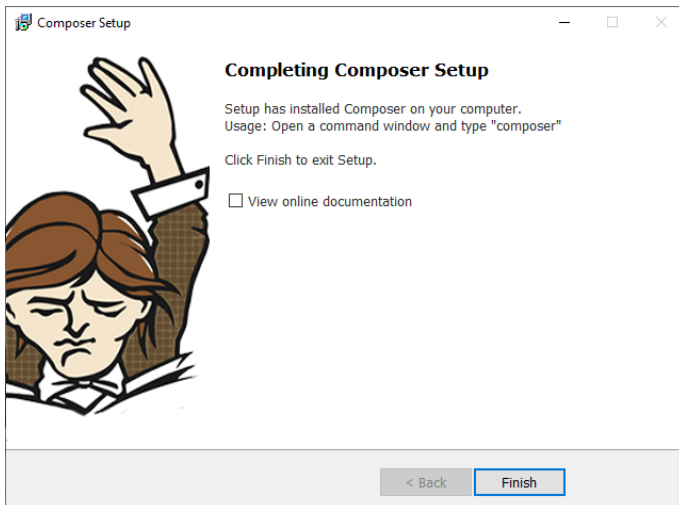 Composer Setup
Completing Composer Setup
Setup has installed Composer on your computer.
Usage: Open a command window and type "composer"
Click Finish to exit Setup.
View online documentation
< Back
Finish